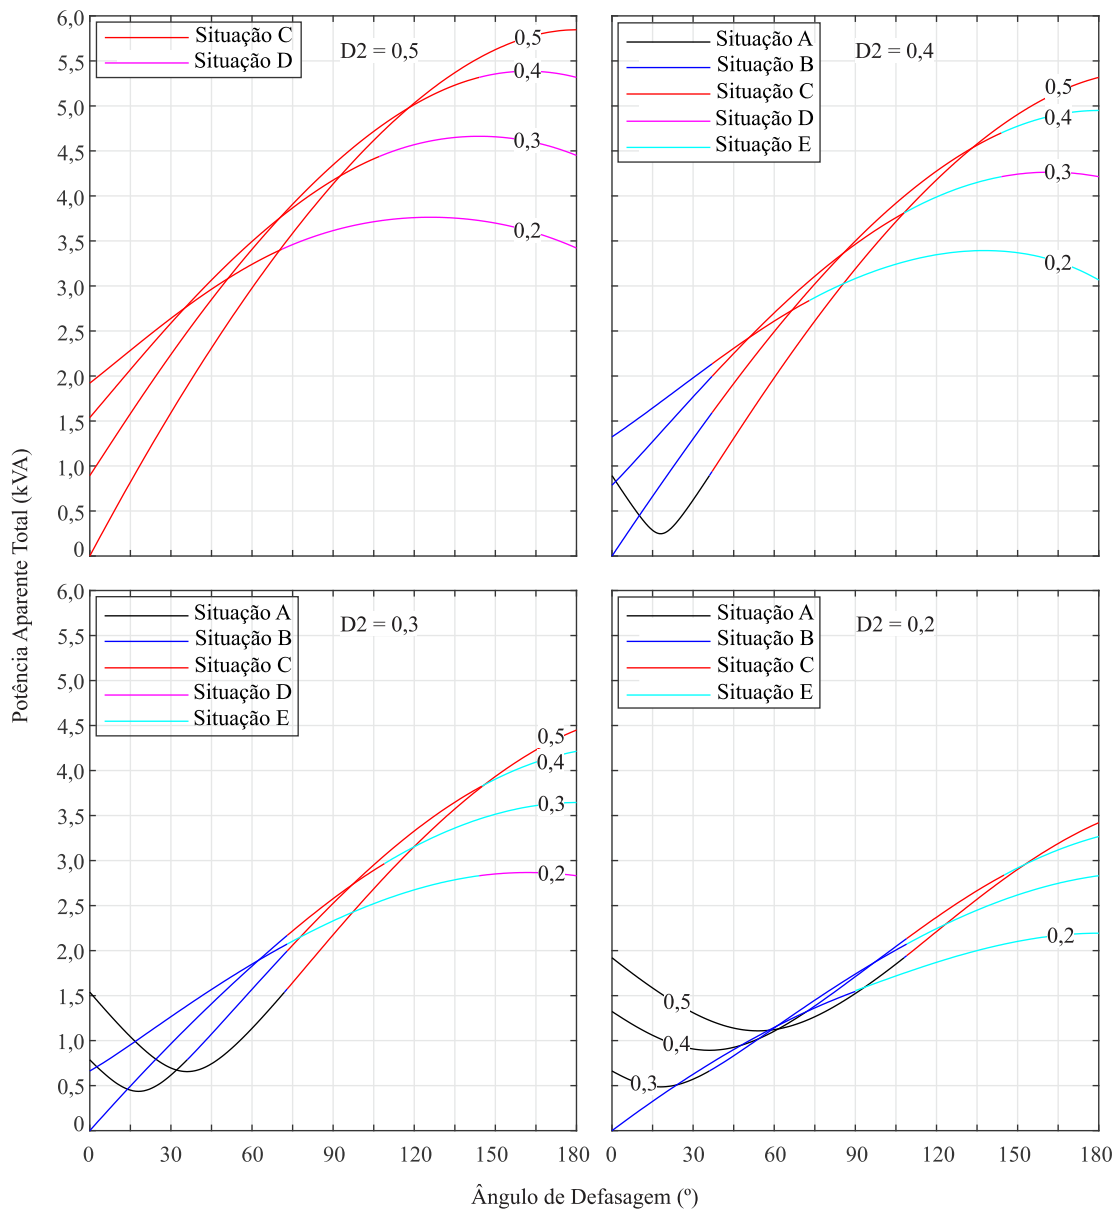 Potência Aparente Total (kVA)
6,0
5,5
5,0
4,5
4,0
3,5
3,0
2,5
2,0
1,5
1,0
0,5
0
Situação C
Situação D
D2 = 0,5
0,5
0,4
0,3
0,2
Situação A
Situação B
Situação C
Situação D
Situação E
D2 = 0,4
0,5
0,4
0,3
0,2
6,0
5,5
5,0
4,5
4,0
3,5
3,0
2,5
2,0
1,5
1,0
0,5
0
Situação A
Situação B
Situação C
Situação D
Situação E
D2 = 0,3
0,5
0,4
0,3
0,2
0 30 60 90 120 150 180
Situação A
Situação B
Situação C
Situação E
D2 = 0,2
0,5
0,4
0,3
0,2
0 30 60 90 120 150 180
Ângulo de Defasagem (º)